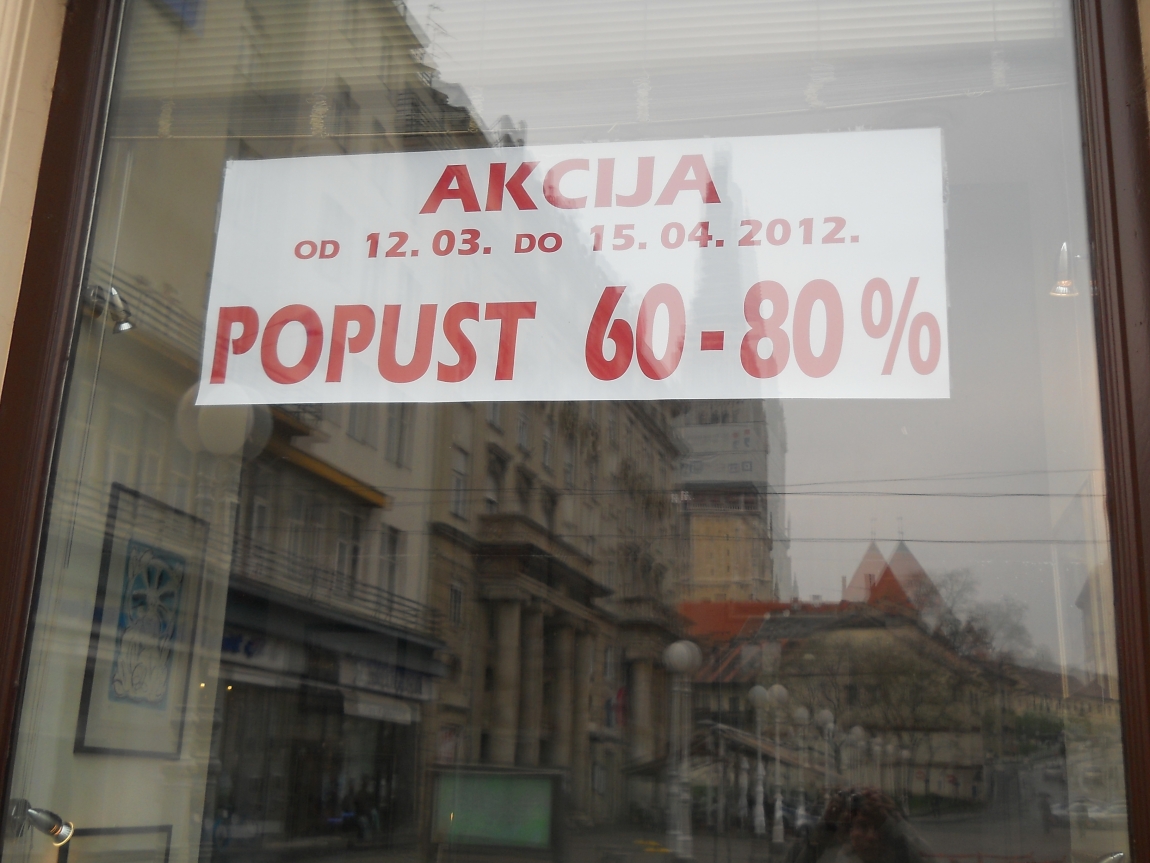 AKCIJA
OD 12. 03. DO 15. 04. 2012.
POPUST 60-80%